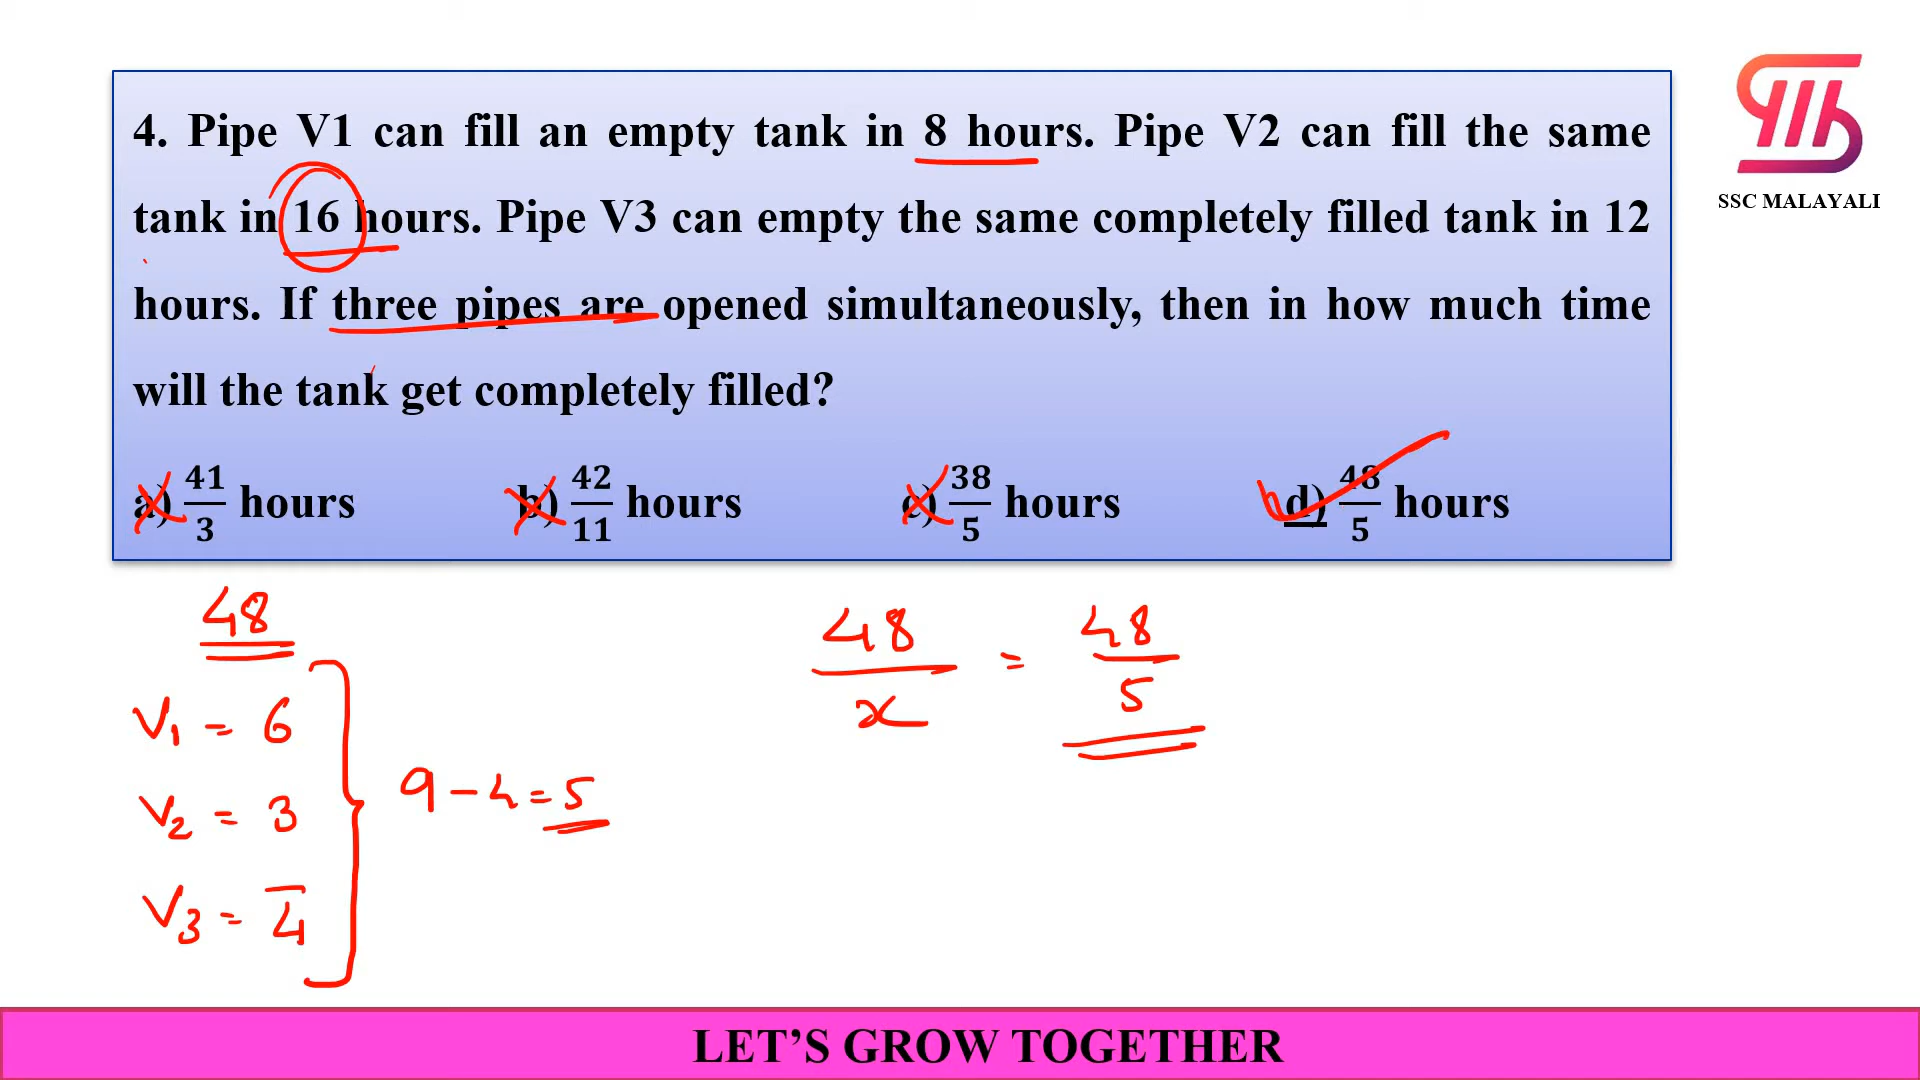 4. Pipe V1 can fill an empty tank in 8 hours. Pipe V2 can fill the same
tank in 16 hours. Pipe V3 can empty the same completely filled tank in 12
hours. If three pipes are opened simultaneously, then in how much time
will the tank get completely filled?
a) 41/3 hours b) 42/11 hours c) 38/5 hours d) 48/5 hours
SSC MALAYALI
48
V1 = 6
V2 = 3
V3 = 4̅
9 - 4 = 5
48/x = 48/5
LET'S GROW TOGETHER